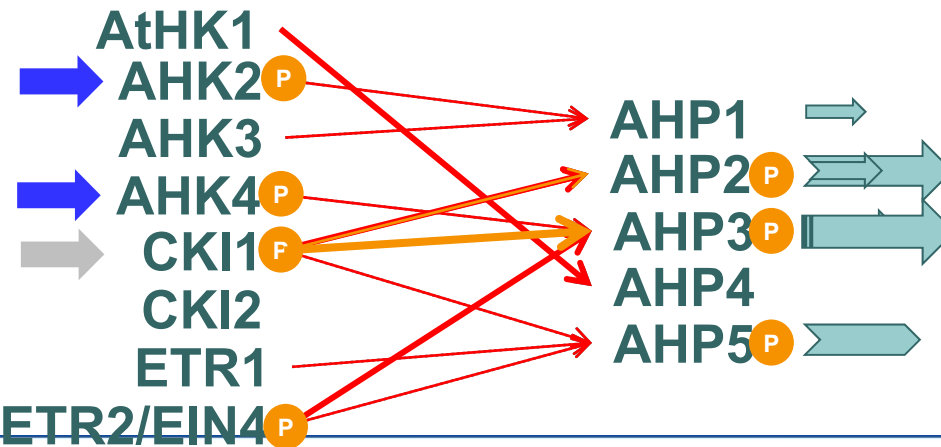 AtHK1
AHK2 P
AHK3
AHK4 P
CKI1 P
CKI2
ETR1
ETR2/EIN4 P
AHP1
AHP2 P
AHP3 P
AHP4
AHP5 P